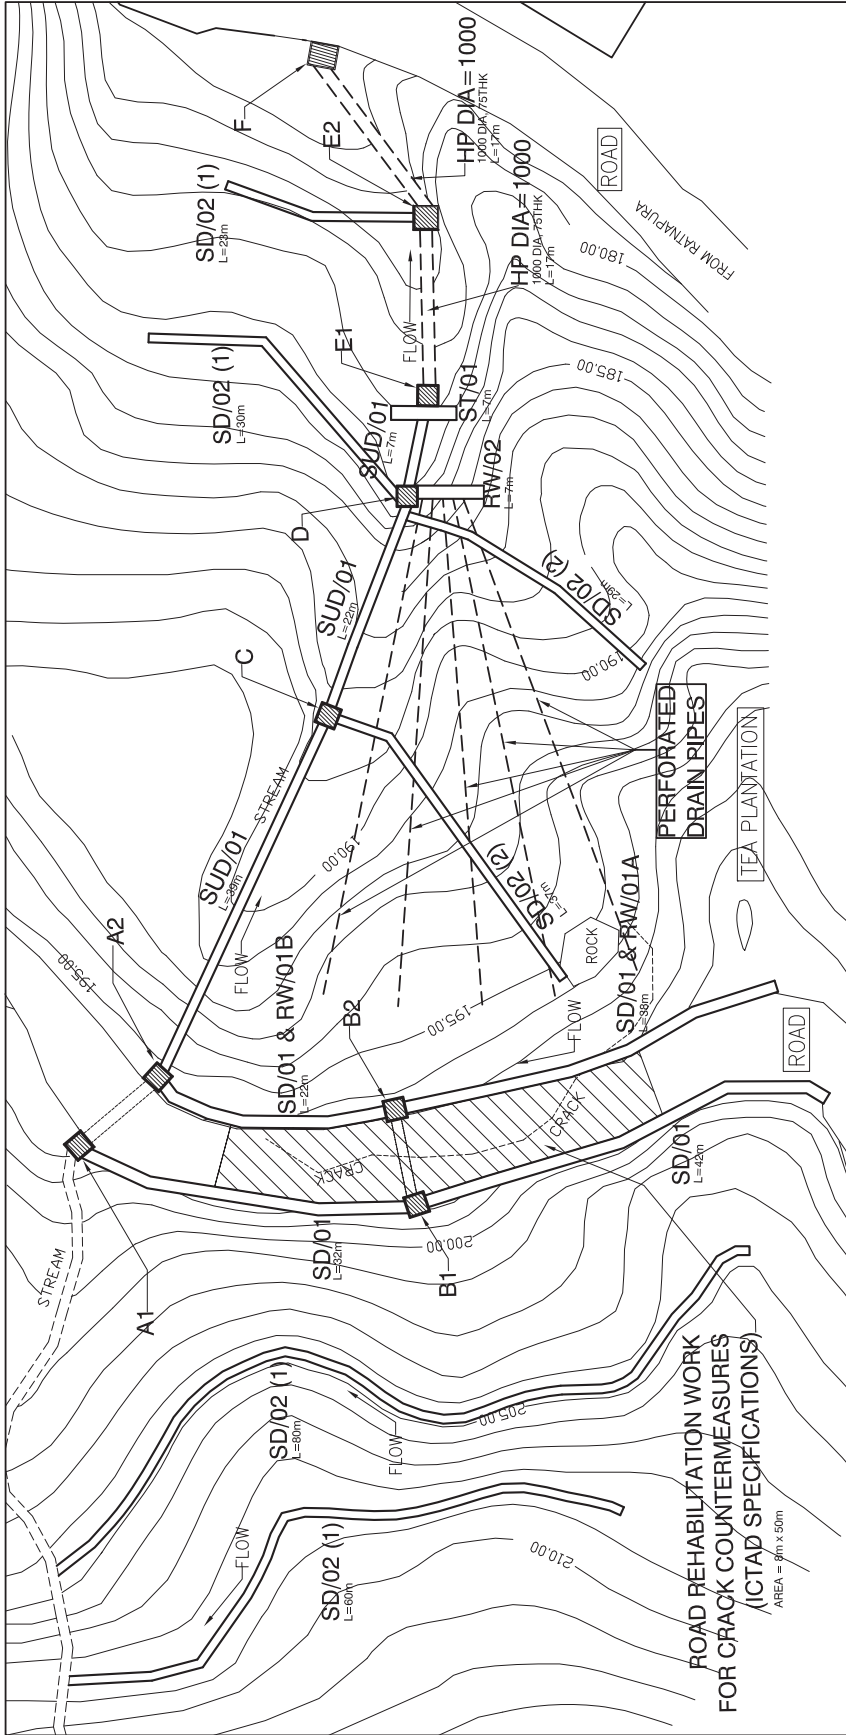 F
E2
HP DIA=1000
1000 DIA, 75THK
L=17m
SD/02 (1)
L=23m
ROAD
FROM RATNAPURA
HP DIA=1000
1000 DIA, 75THK
L=17m
180.00
FLOW
E1
SD/02 (1)
L=30m
SUD/01
L=7m
ST/01
L=7m
185.00
D
RW/02
L=7m
SUD/01
L=22m
SD/02 (2)
L=29m
190.00
C
PERFORATED
DRAIN PIPES
TEA PLANTATION
STREAM
SUD/01
L=39m
190.00
FLOW
SD/02 (2)
L=37m
ROCK
SD/01 & RW/01A
L=38m
A2
195.00
SD/01 & RW/01B
L=22m
B2
195.00
FLOW
ROAD
CRACK
CRACK
SD/01
L=42m
A1
STREAM
SD/01
L=32m
B1
200.00
SD/02 (1)
L=80m
FLOW
205.00
SD/02 (1)
L=60m
FLOW
210.00
ROAD REHABILITATION WORK
FOR CRACK COUNTERMEASURES
(ICTAD SPECIFICATIONS)
AREA = 8m x 50m